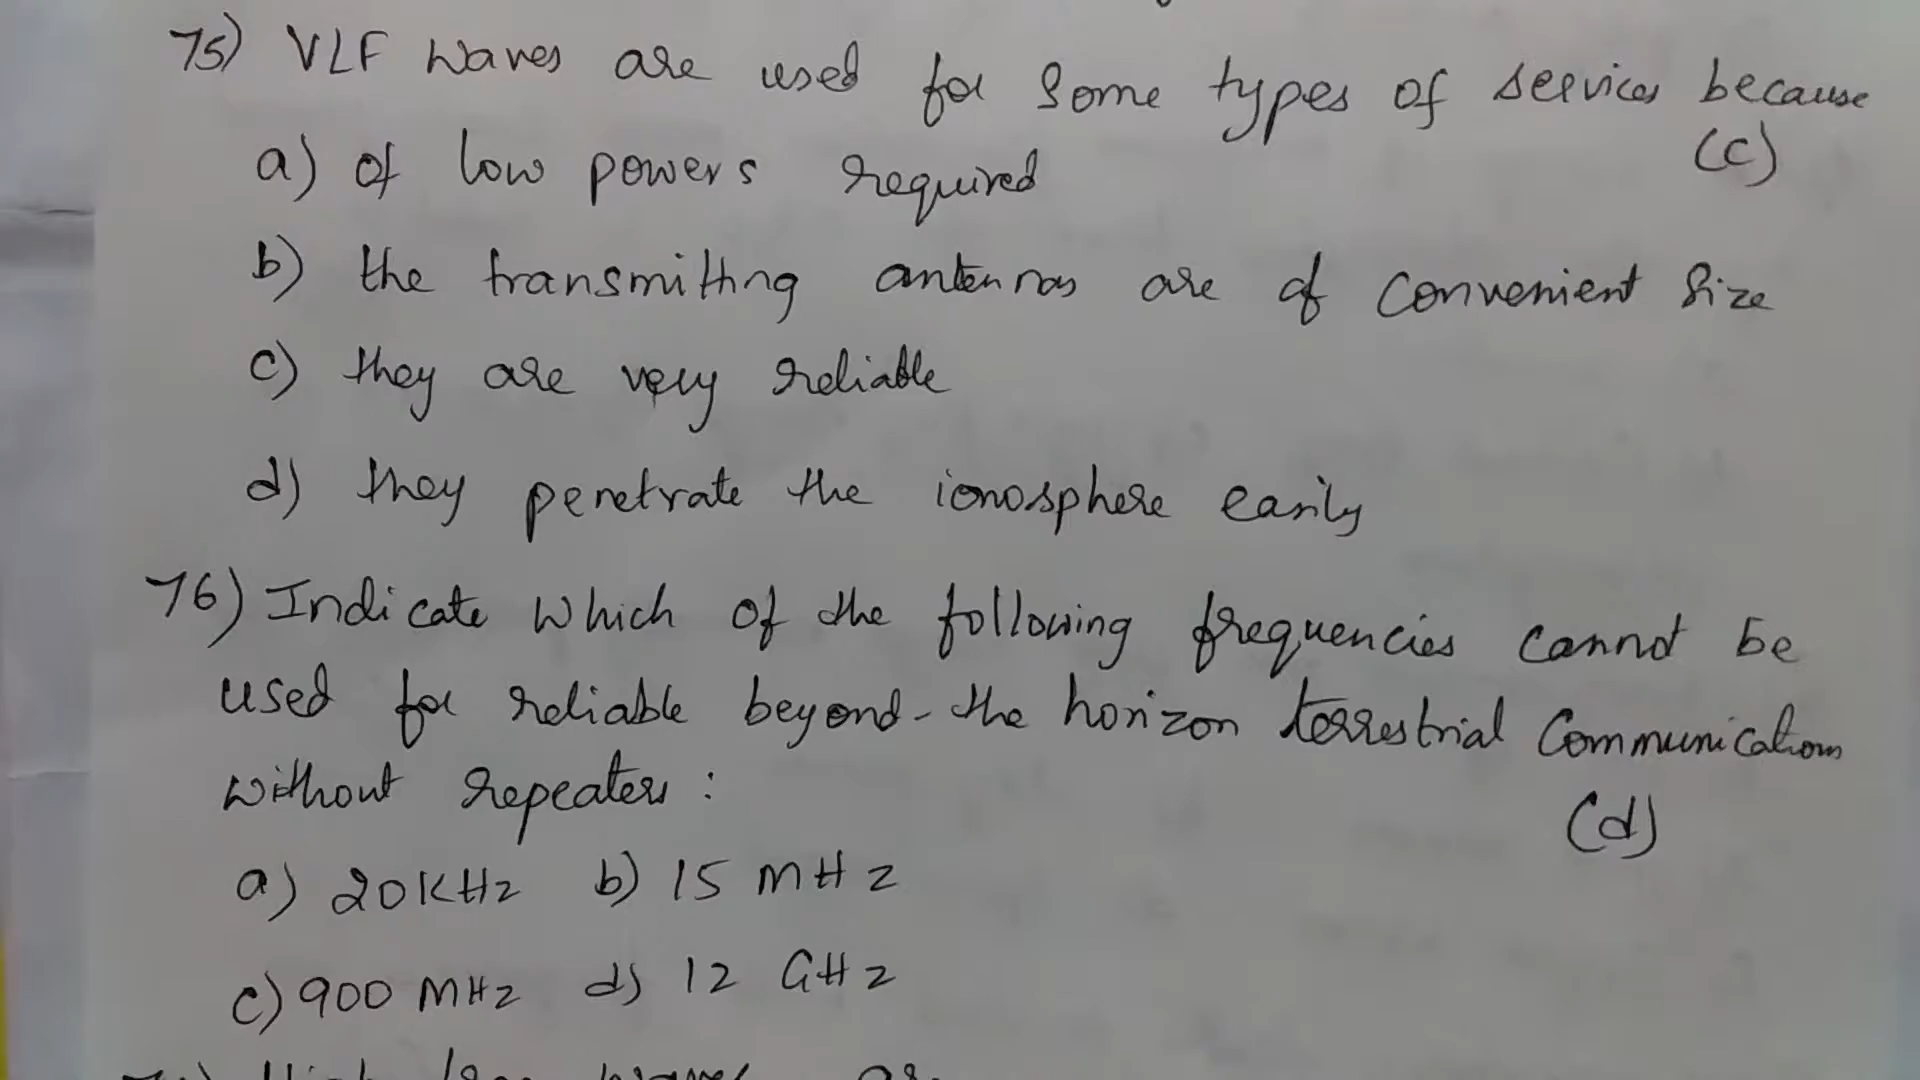 75) VLF waves are used for some types of services because
(c)
a) of low powers required
b) the transmitting antennas are of convenient size
c) they are very reliable
d) they penetrate the ionosphere easily
76) Indicate which of the following frequencies cannot be
used for reliable beyond-the horizon terrestrial Communications
without repeaters :
(d)
a) 20KHz b) 15 MHz
c) 900 MHz d) 12 GHz